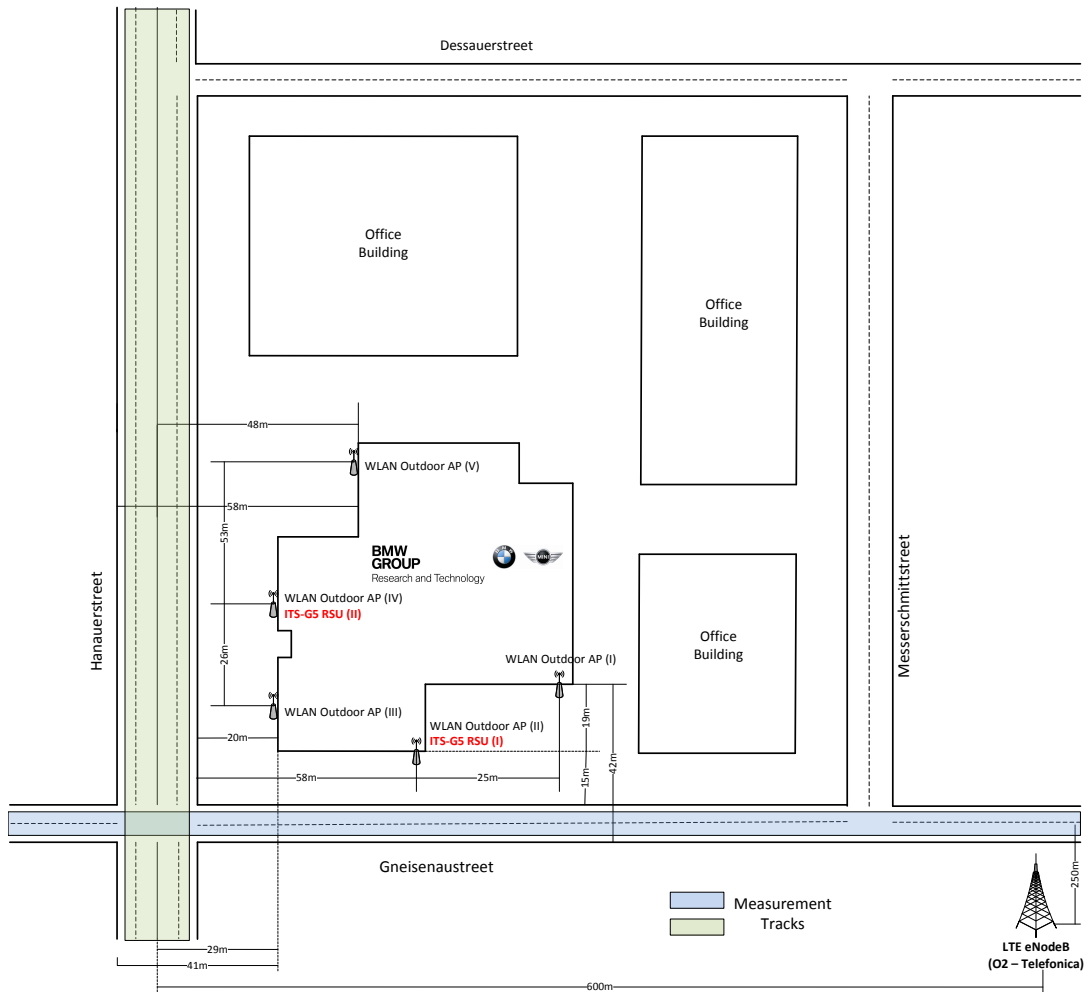 Dessauerstreet
Office
Building
Office
Building
48m
WLAN Outdoor AP (V)
58m
53m
BMW
GROUP
Research and Technology
MINI
WLAN Outdoor AP (IV)
ITS-G5 RSU (II)
Hanauerstreet
Messerschmittstreet
Office
Building
26m
WLAN Outdoor AP (I)
WLAN Outdoor AP (III)
WLAN Outdoor AP (II)
ITS-G5 RSU (I)
19m
20m
42m
58m
25m
15m
Gneisenaustreet
250m
Measurement
Tracks
LTE eNodeB
(O2 – Telefonica)
29m
41m
600m